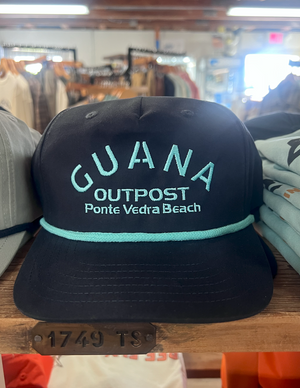 GUANA
OUTPOST
Ponte Vedra Beach
1749 TS